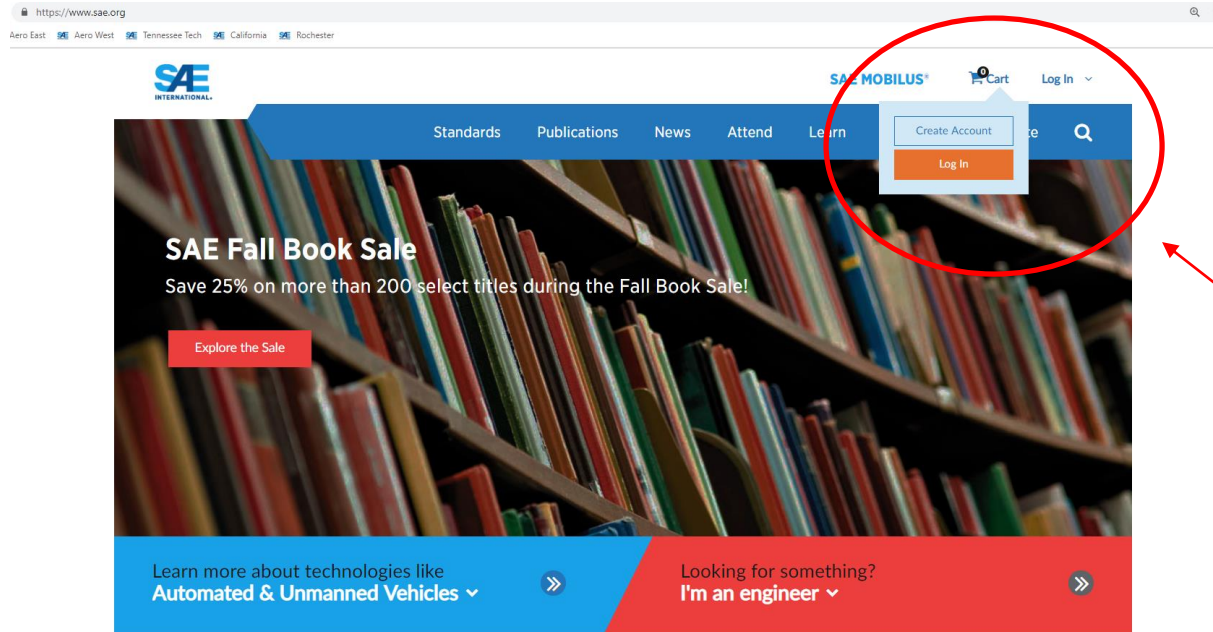 https://www.sae.org
Aero East Aero West Tennessee Tech California Rochester
SAE
INTERNATIONAL®
SAE MOBILUS® 0 Cart Log In
Create Account
Log In
Standards Publications News Attend Learn
SAE Fall Book Sale
Save 25% on more than 200 select titles during the Fall Book Sale!
Explore the Sale
Learn more about technologies like
Automated & Unmanned Vehicles
Looking for something?
I'm an engineer